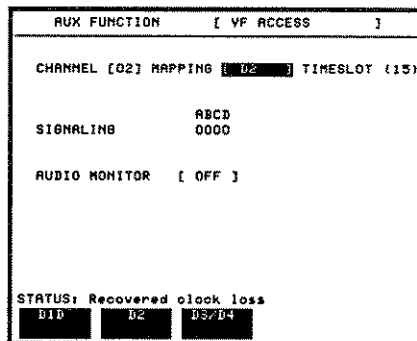 AUX FUNCTION [ VF ACCESS ]
CHANNEL [02] MAPPING [ D2 ] TIMESLOT (15)
ABCD
SIGNALING 0000
AUDIO MONITOR [ OFF ]
STATUS: Recovered clock loss
D1D D2 D3/D4